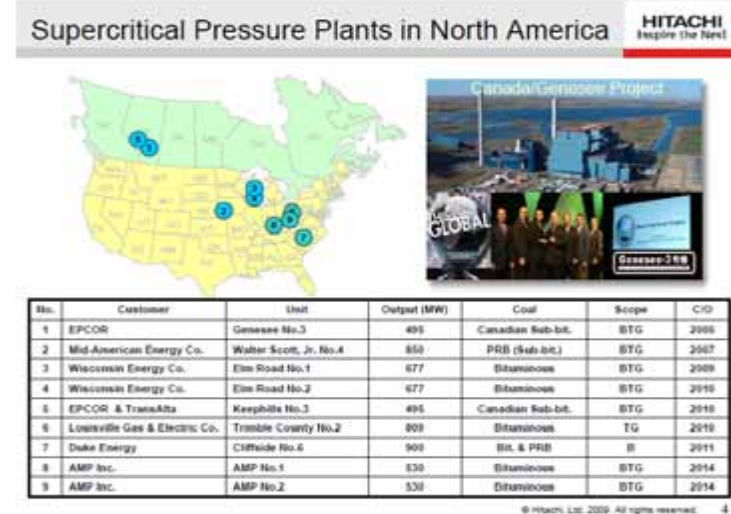 Supercritical Pressure Plants in North America
HITACHI
Inspire the Next
Canada/Genesee Project
GLOBAL
No. Customer Unit Output (MW) Coal Scope C/O
1 EPCOR Genesee No.3 495 Canadian Sub-bit. BTG 2005
2 Mid-American Energy Co. Walter Scott, Jr. No.4 850 PRB (Sub-bit.) BTG 2007
3 Wisconsin Energy Co. Elm Road No.1 677 Bituminous BTG 2009
4 Wisconsin Energy Co. Elm Road No.2 677 Bituminous BTG 2010
5 EPCOR & TransAlta Keephills No.3 495 Canadian Sub-bit. BTG 2010
6 Louisville Gas & Electric Co. Trimble County No.2 809 Bituminous TG 2010
7 Duke Energy Cliffside No.6 900 Bit. & PRB B 2011
8 AMP Inc. AMP No.1 530 Bituminous BTG 2014
9 AMP Inc. AMP No.2 530 Bituminous BTG 2014
© Hitachi, Ltd. 2009. All rights reserved. 4